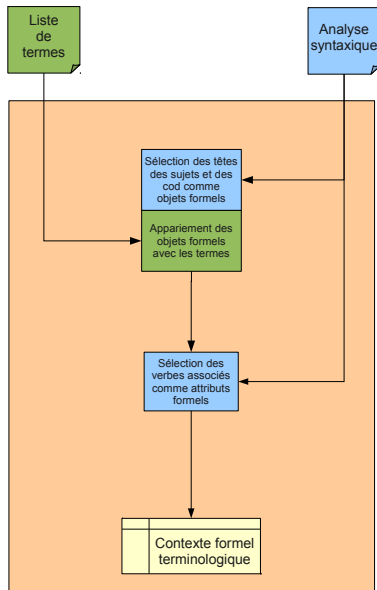 Liste
de
termes
Analyse
syntaxique
Sélection des têtes
des sujets et des
cod comme
objets formels
Appariement des
objets formels
avec les termes
Sélection des
verbes associés
comme attributs
formels
Contexte formel
terminologique